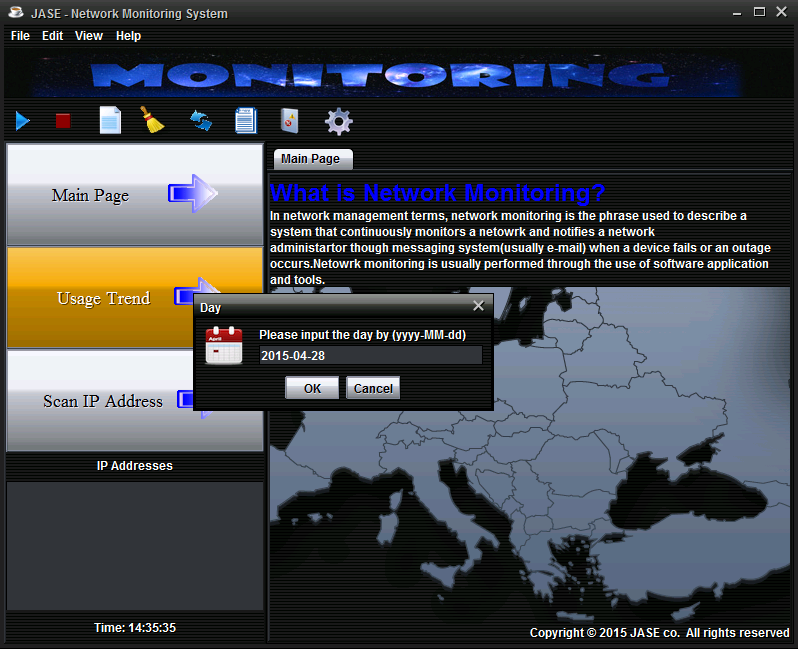 JASE - Network Monitoring System
File Edit View Help
MONITORING
Main Page
Main Page
What Is Network Monitoring?
In network management terms, network monitoring is the phrase used to describe a
system that continuously monitors a netowrk and notifies a network
administartor though messaging system(usually e-mail) when a device fails or an outage
occurs.Netowrk monitoring is usually performed through the use of software application
and tools.
Usage Trend
Day
April
Please input the day by (yyyy-MM-dd)
2015-04-28
OK Cancel
Scan IP Address
IP Addresses
Time: 14:35:35
Copyright © 2015 JASE co. All rights reserved